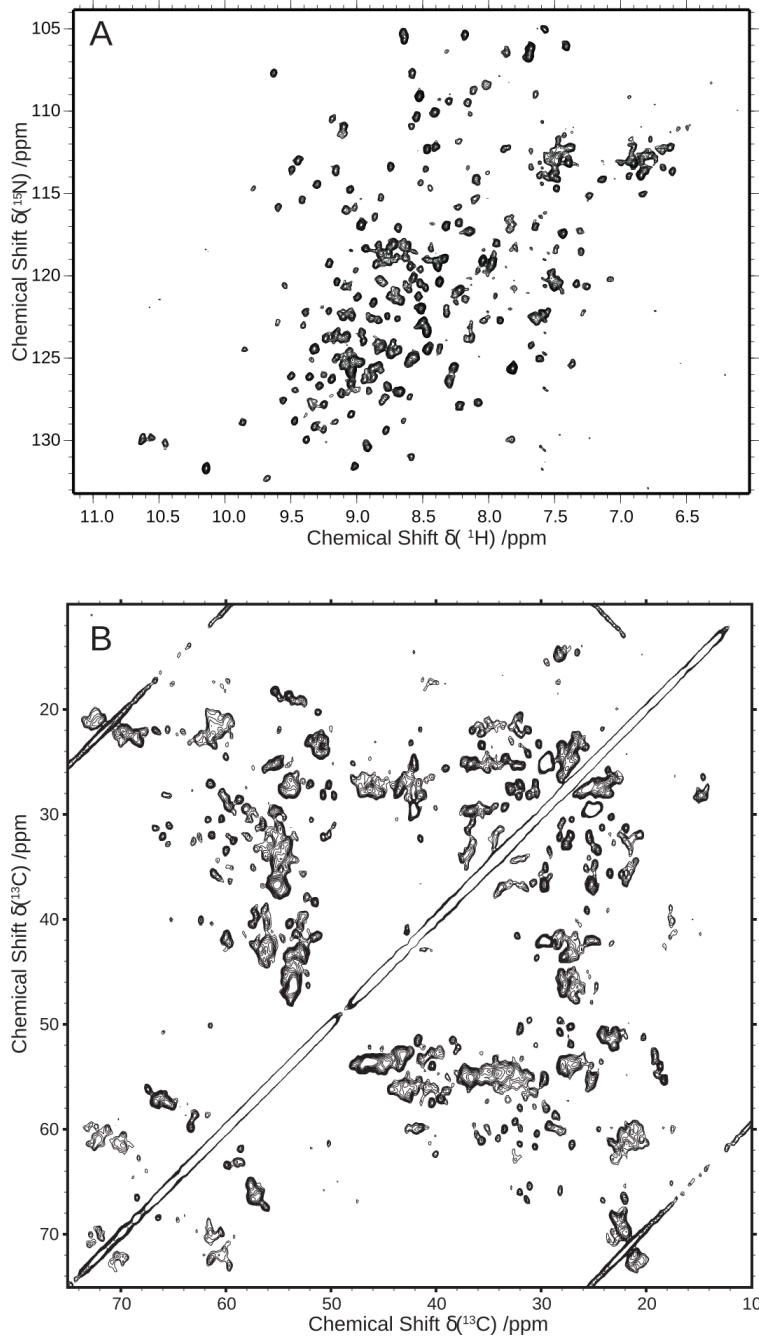 A
105
110
115
120
125
130
Chemical Shift δ(¹⁵N) /ppm
11.0 10.5 10.0 9.5 9.0 8.5 8.0 7.5 7.0 6.5
Chemical Shift δ( ¹H) /ppm
B
20
30
40
50
60
70
Chemical Shift δ(¹³C) /ppm
70 60 50 40 30 20 10
Chemical Shift δ(¹³C) /ppm